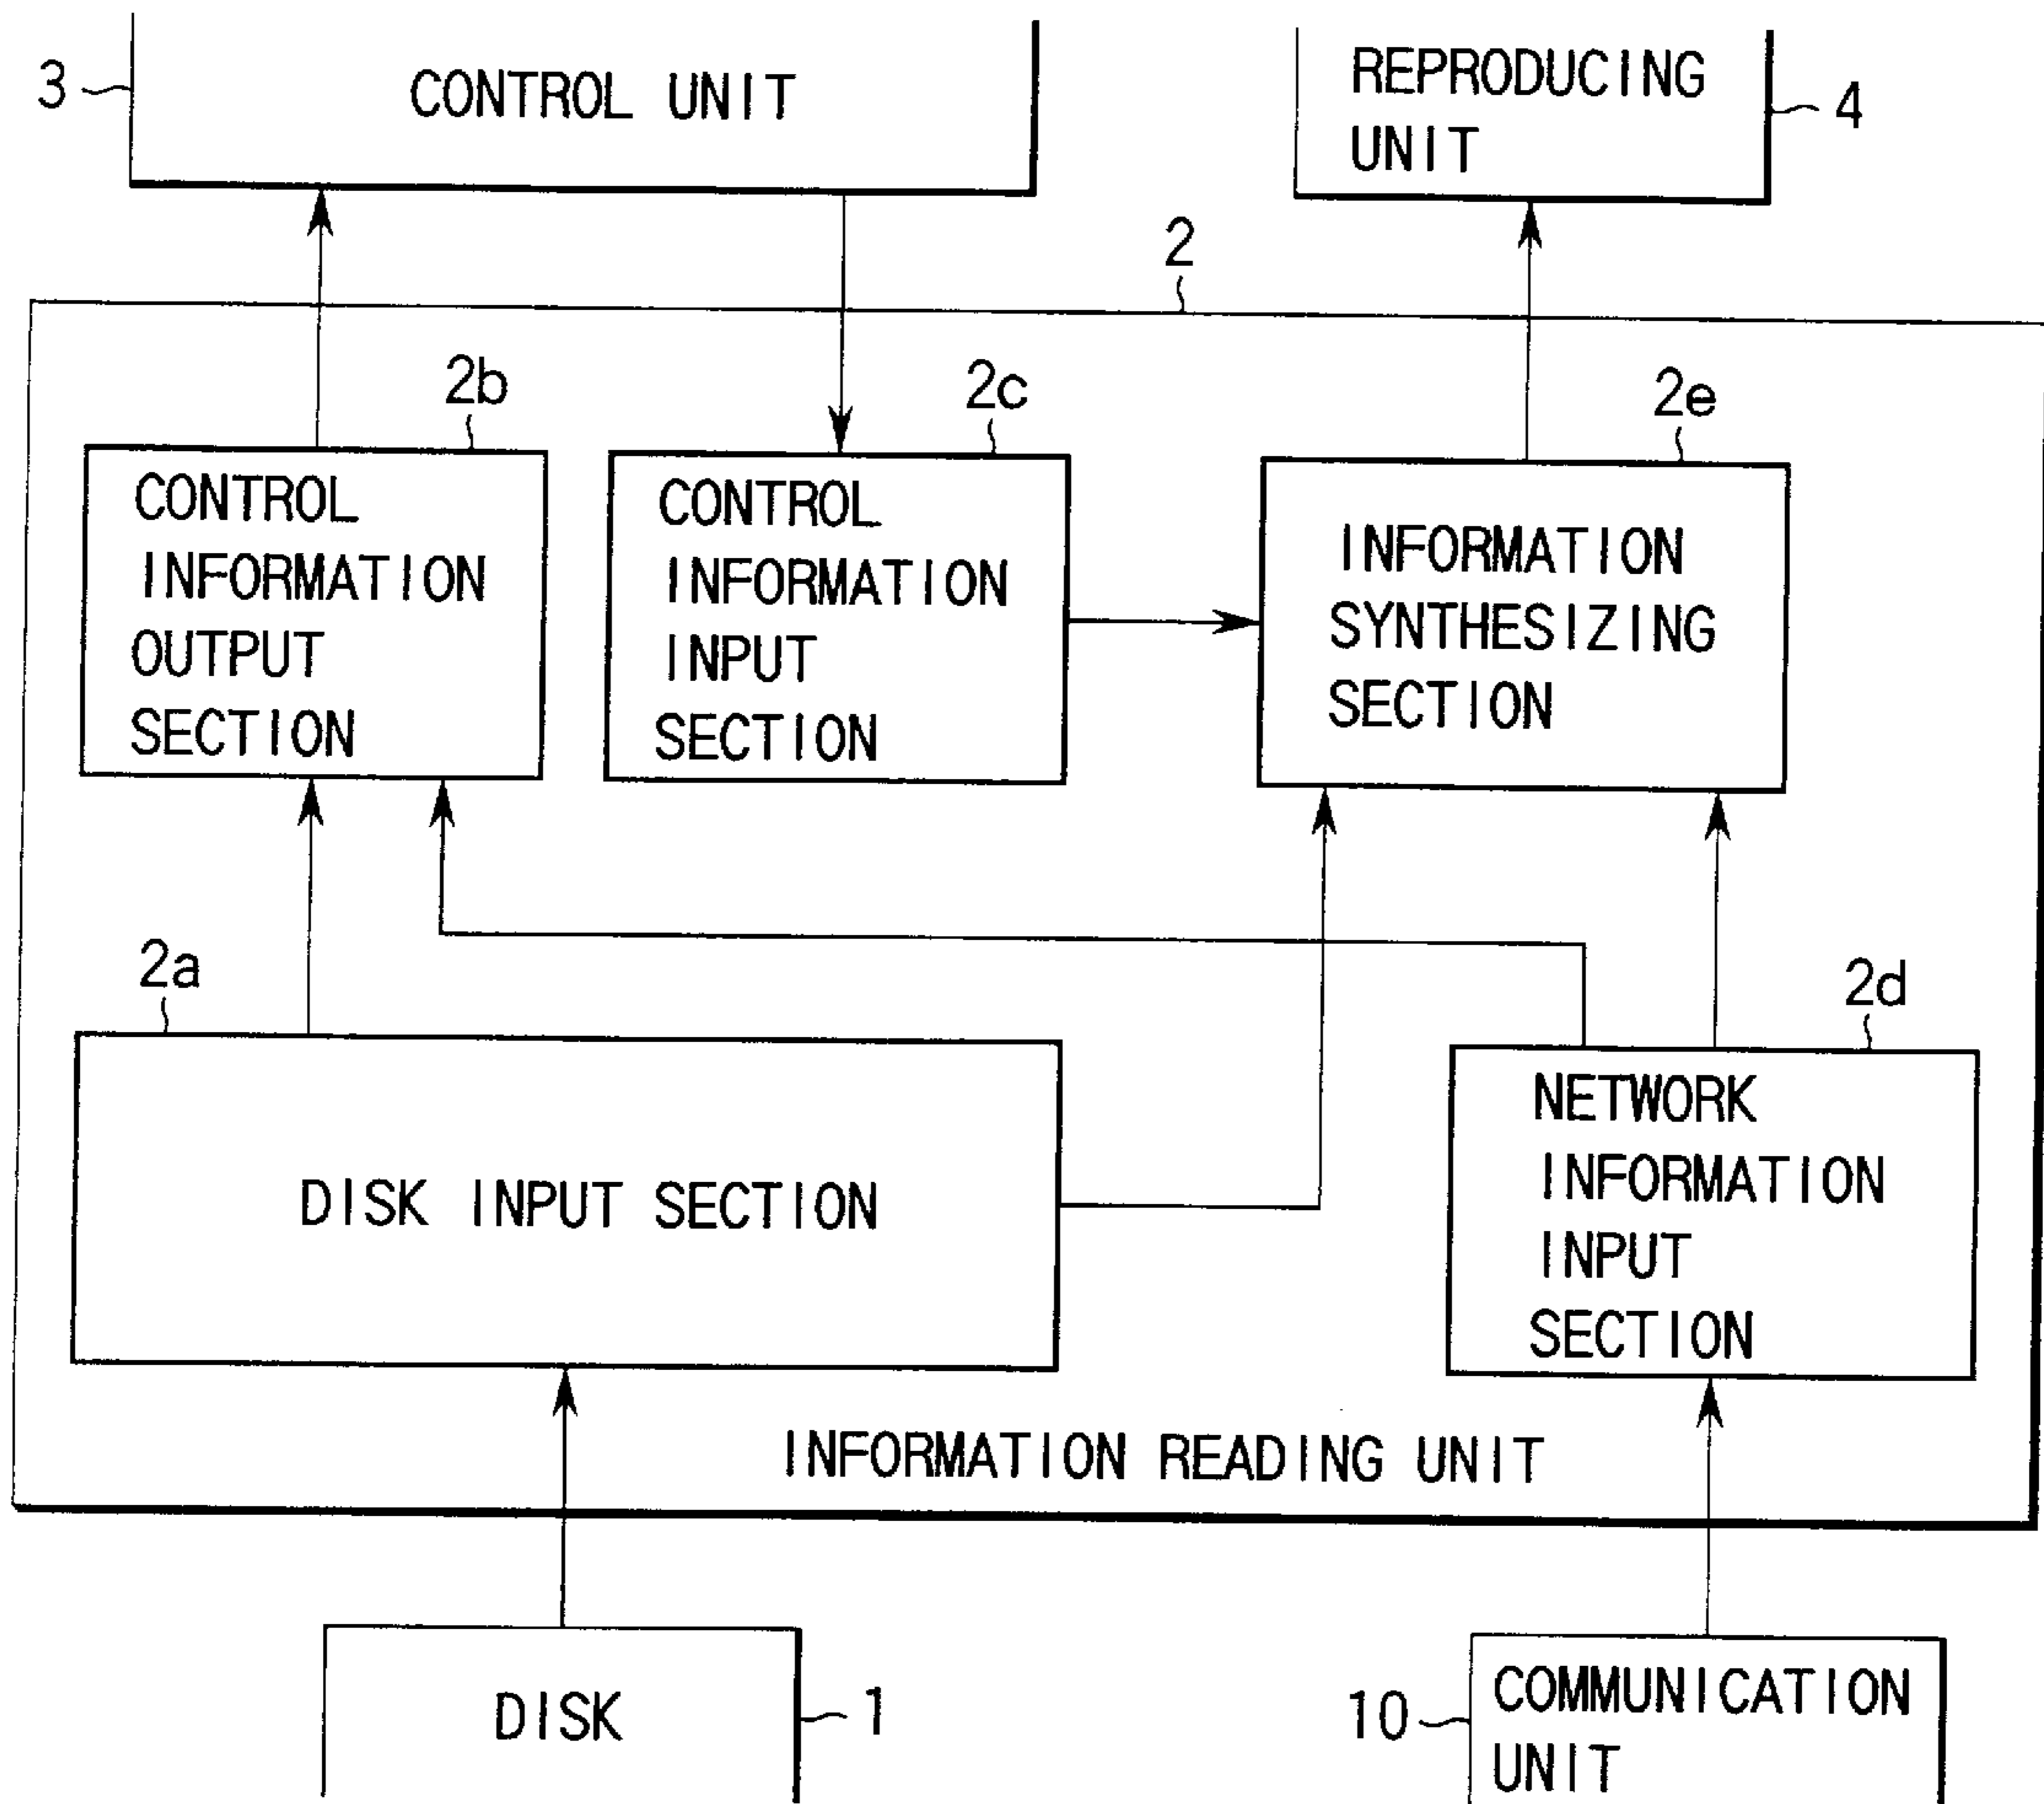 3
CONTROL UNIT
REPRODUCING
UNIT
4
2
2b
2c
2e
CONTROL
INFORMATION
OUTPUT
SECTION
CONTROL
INFORMATION
INPUT
SECTION
INFORMATION
SYNTHESIZING
SECTION
2a
2d
DISK INPUT SECTION
NETWORK
INFORMATION
INPUT
SECTION
INFORMATION READING UNIT
DISK
1
10
COMMUNICATION
UNIT